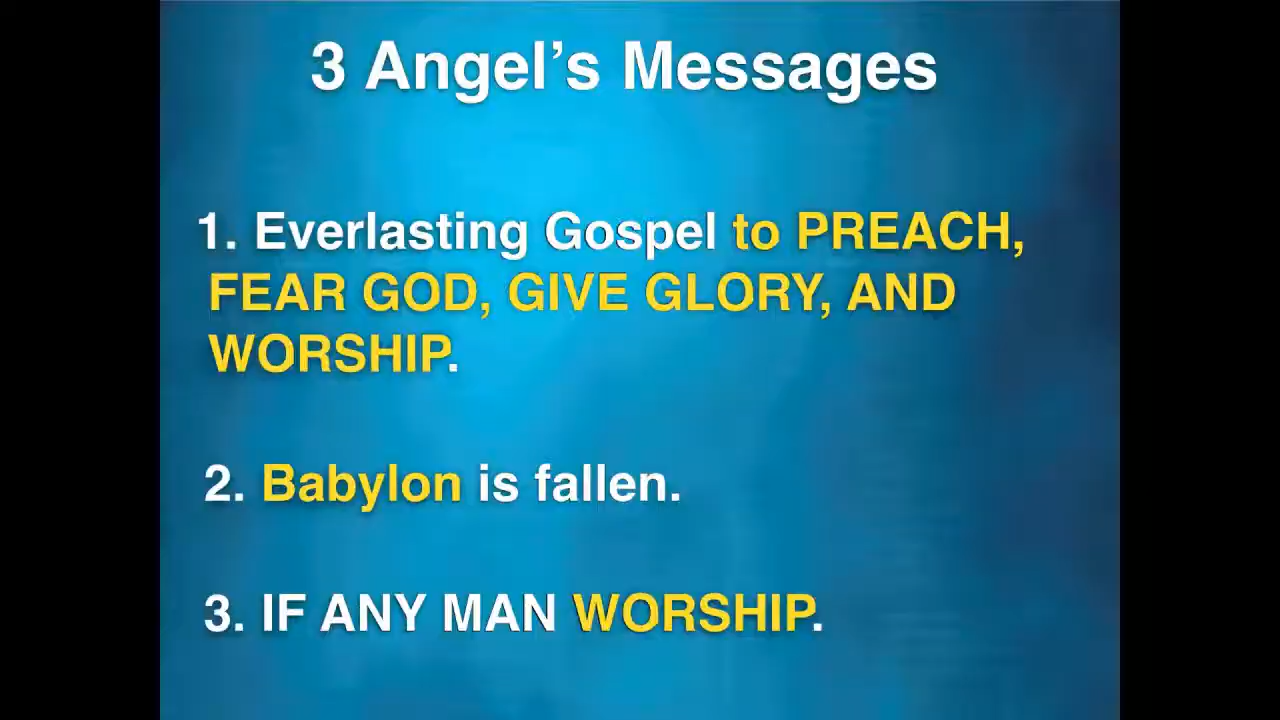 3 Angel’s Messages
1. Everlasting Gospel to PREACH,
FEAR GOD, GIVE GLORY, AND
WORSHIP.
2. Babylon is fallen.
3. IF ANY MAN WORSHIP.